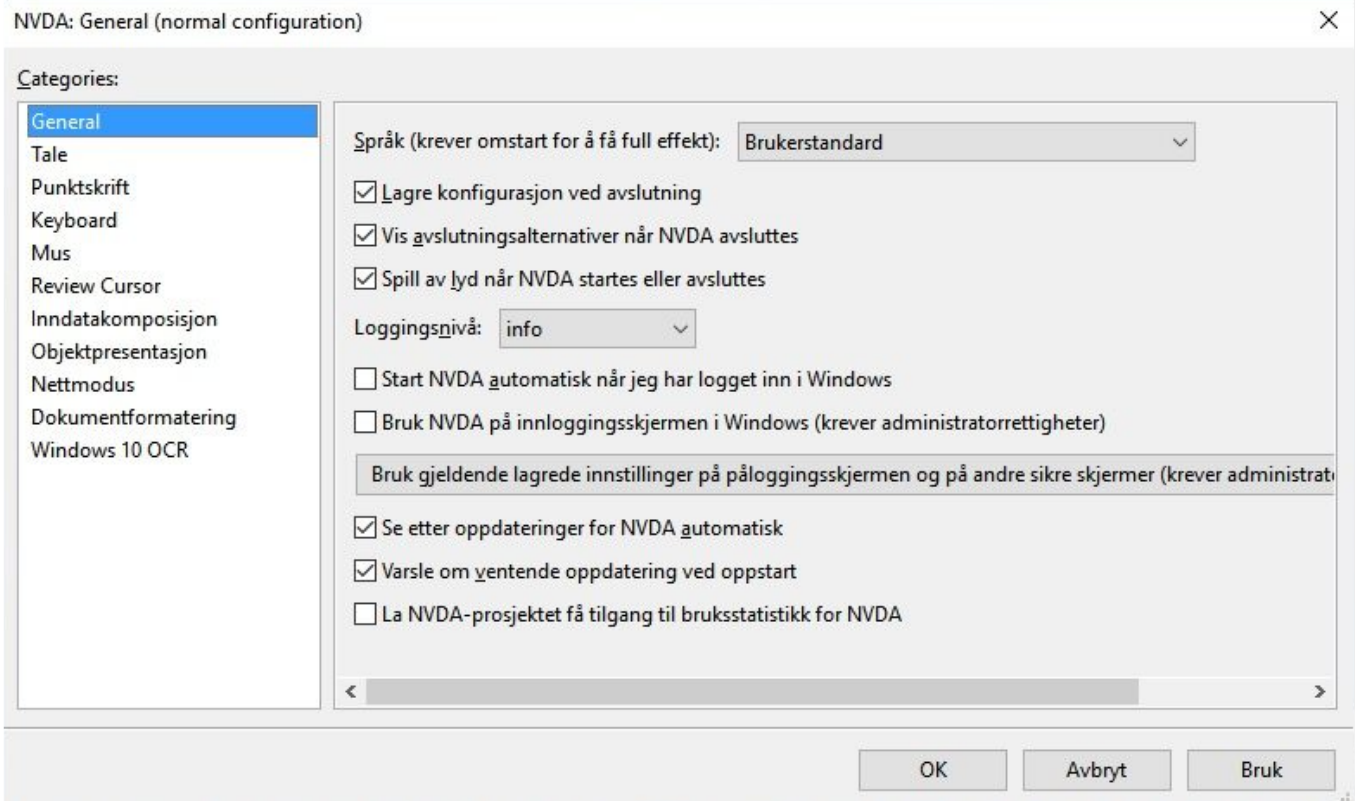 NVDA: General (normal configuration)
Categories:
General
Tale
Punktskrift
Keyboard
Mus
Review Cursor
Inndatakomposisjon
Objektpresentasjon
Nettmodus
Dokumentformatering
Windows 10 OCR
Språk (krever omstart for å få full effekt): Brukerstandard
Lagre konfigurasjon ved avslutning
Vis avslutningsalternativer når NVDA avsluttes
Spill av lyd når NVDA startes eller avsluttes
Loggingsnivå: info
Start NVDA automatisk når jeg har logget inn i Windows
Bruk NVDA på innloggingsskjermen i Windows (krever administratorrettigheter)
Bruk gjeldende lagrede innstillinger på påloggingsskjermen og på andre sikre skjermer (krever
Se etter oppdateringer for NVDA automatisk
Varsle om ventende oppdatering ved oppstart
La NVDA-prosjektet få tilgang til bruksstatistikk for NVDA
OK Avbryt Bruk